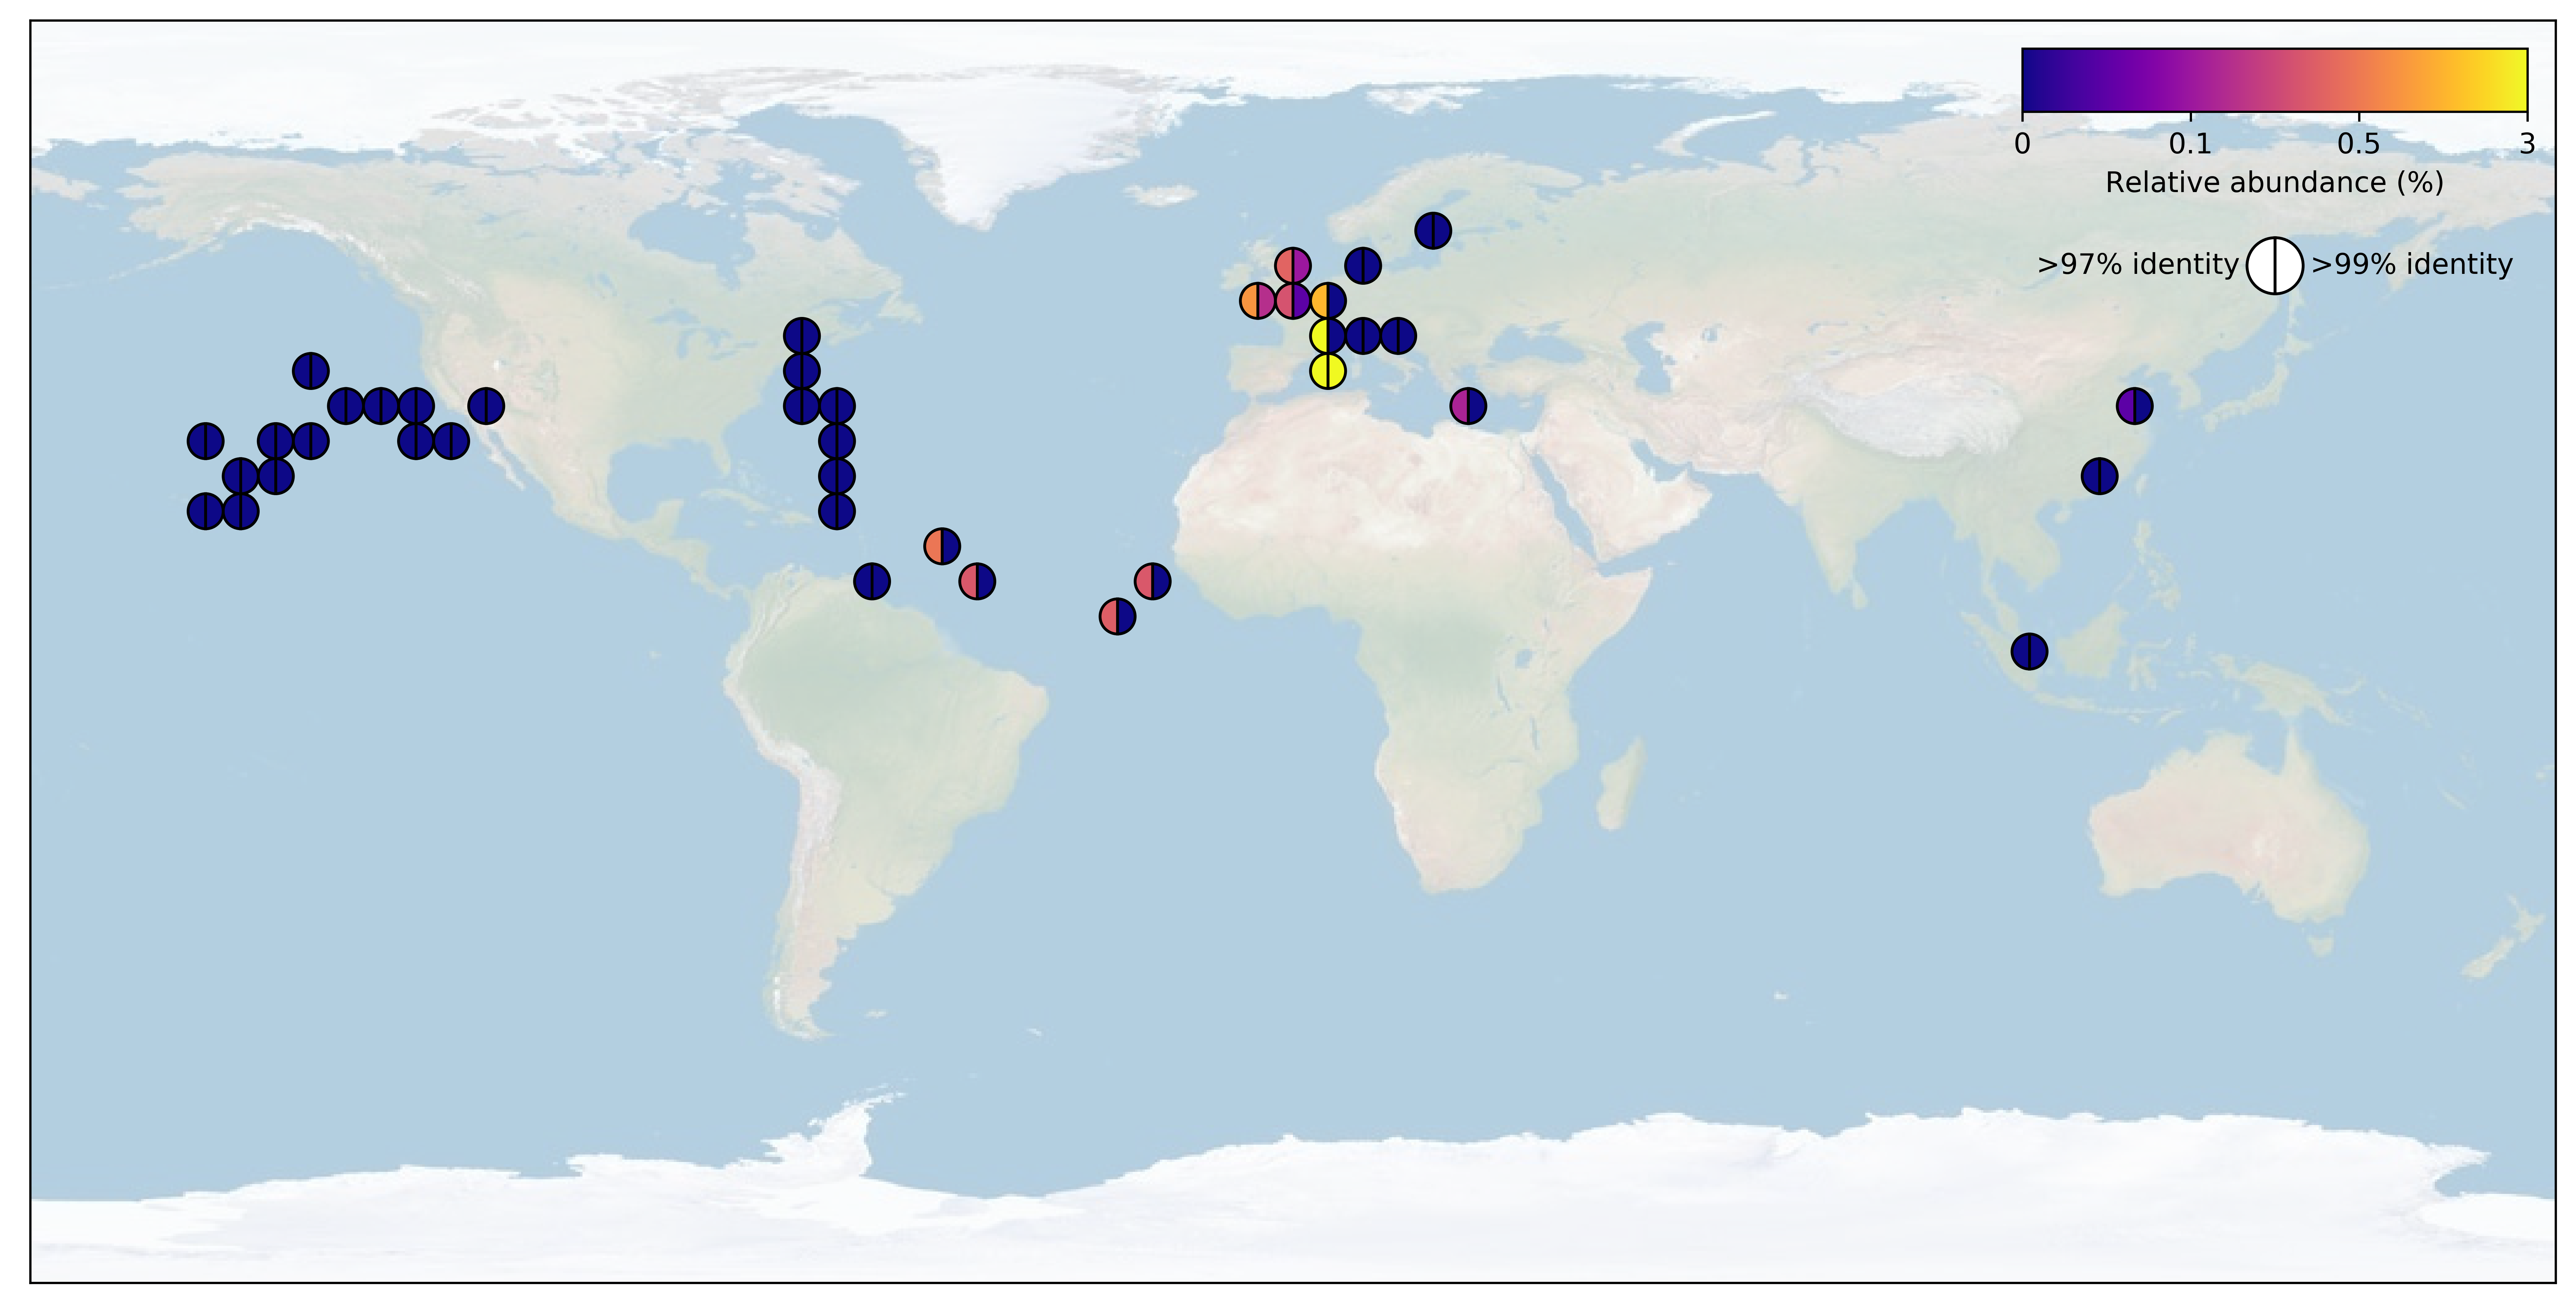 0 0.1 0.5 3
Relative abundance (%)
>97% identity >99% identity